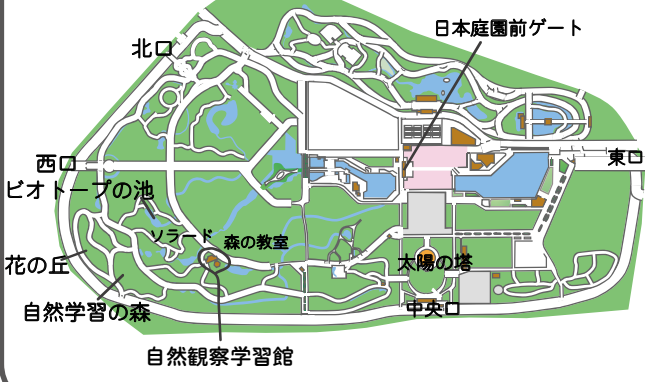 日本庭園前ゲート
北口
西口
東口
ビオトープの池
ソラード
森の教室
花の丘
太陽の塔
自然学習の森
中央口
自然観察学習館